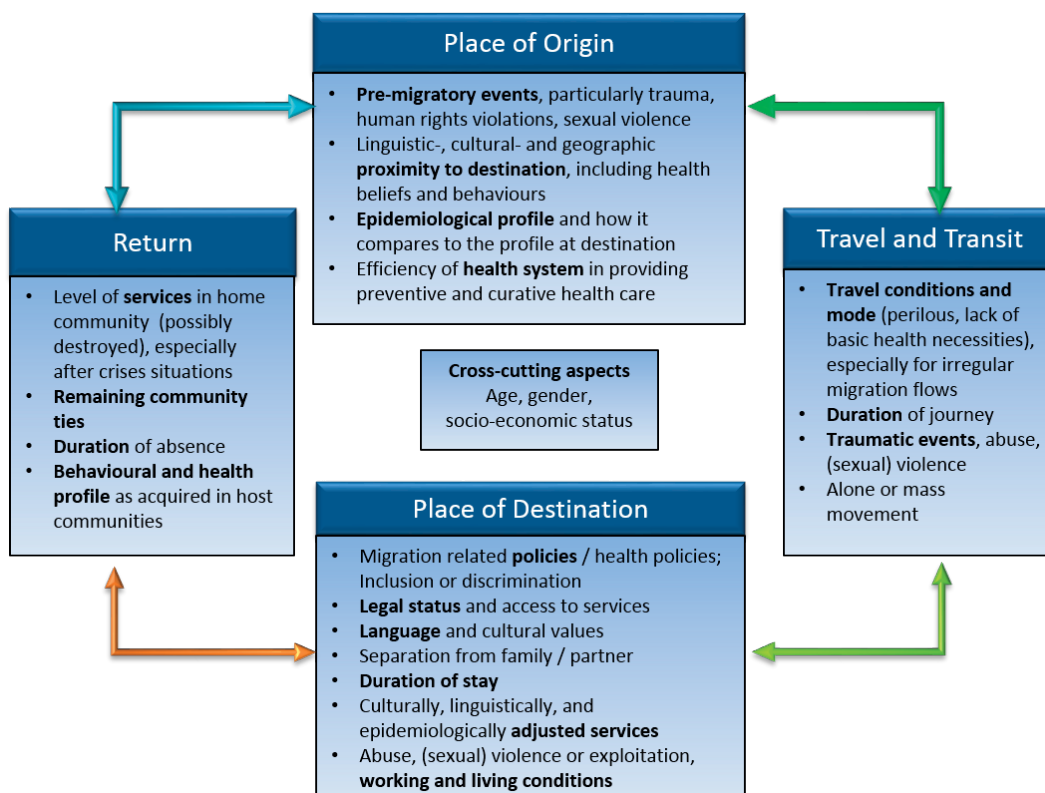 Place of Origin
• Pre-migratory events, particularly trauma,
human rights violations, sexual violence
• Linguistic-, cultural- and geographic
proximity to destination, including health
beliefs and behaviours
• Epidemiological profile and how it
compares to the profile at destination
• Efficiency of health system in providing
preventive and curative health care
Return
• Level of services in home
community (possibly
destroyed), especially
after crises situations
• Remaining community
ties
• Duration of absence
• Behavioural and health
profile as acquired in host
communities
Cross-cutting aspects
Age, gender,
socio-economic status
Travel and Transit
• Travel conditions and
mode (perilous, lack of
basic health necessities),
especially for irregular
migration flows
• Duration of journey
• Traumatic events, abuse,
(sexual) violence
• Alone or mass
movement
Place of Destination
• Migration related policies / health policies;
Inclusion or discrimination
• Legal status and access to services
• Language and cultural values
• Separation from family / partner
• Duration of stay
• Culturally, linguistically, and
epidemiologically adjusted services
• Abuse, (sexual) violence or exploitation,
working and living conditions